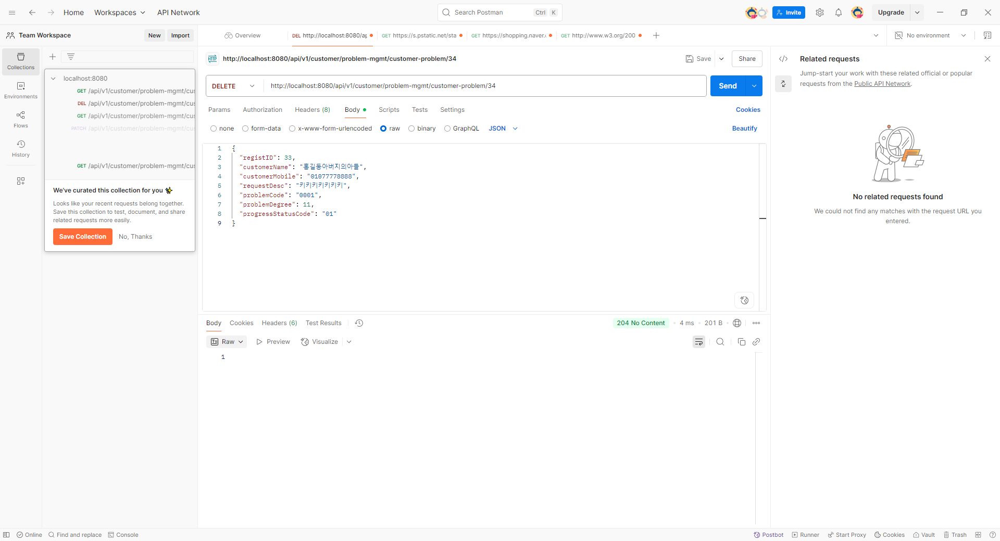 Home Workspaces API Network Search Postman Ctrl K Invite Upgrade
Team Workspace New Import Overview DEL http://localhost:8080/ap GET https://s.pstatic.net/sta GET https://shopping.naver. GET http://www.w3.org/200 No environment
Collections
Environments
Flows
History
localhost:8080
GET /api/v1/customer/problem-mgmt/cus
DEL /api/v1/customer/problem-mgmt/cus
GET /api/v1/customer/problem-mgmt/cus
PATCH /api/v1/customer/problem-mgmt/cus
GET /api/v1/customer/problem-mgmt/cus
We've curated this collection for you
Looks like your recent requests belong together.
Save this collection to test, document, and share
related requests more easily.
Save Collection No, Thanks
HTTP http://localhost:8080/api/v1/customer/problem-mgmt/customer-problem/34 Save Share
DELETE http://localhost:8080/api/v1/customer/problem-mgmt/customer-problem/34 Send
Params Authorization Headers (8) Body Scripts Tests Settings Cookies
none form-data x-www-form-urlencoded raw binary GraphQL JSON Beautify
1 {
2 "registID": 33,
3 "customerName": "홍길동아버지의아들",
4 "customerMobile": "01077778888",
5 "requestDesc": "키키키키키키키",
6 "problemCode": "0001",
7 "problemDegree": 11,
8 "progressStatusCode": "01"
9 }
Body Cookies Headers (6) Test Results 204 No Content 4 ms 201 B
Raw Preview Visualize
1
Related requests
Jump-start your work with these related official or popular
requests from the Public API Network.
No related requests found
We could not find any matches with the request URL you
entered.
Online Find and replace Console Postbot Runner Start Proxy Cookies Vault Trash